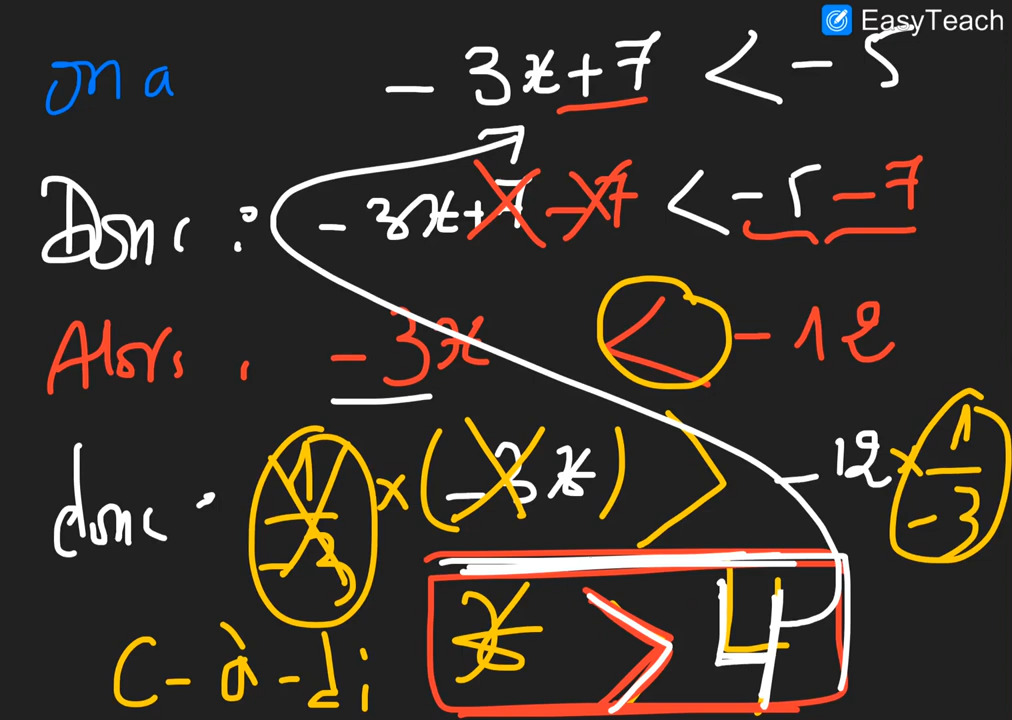 EasyTeach
on a - 3x + 7 < - 5
Donc : - 3x + 7 - 7 < - 5 - 7
Alors : - 3x < - 12
donc : 1/-3 × (-3x) > - 12 × 1/-3
C-à-di x > 4